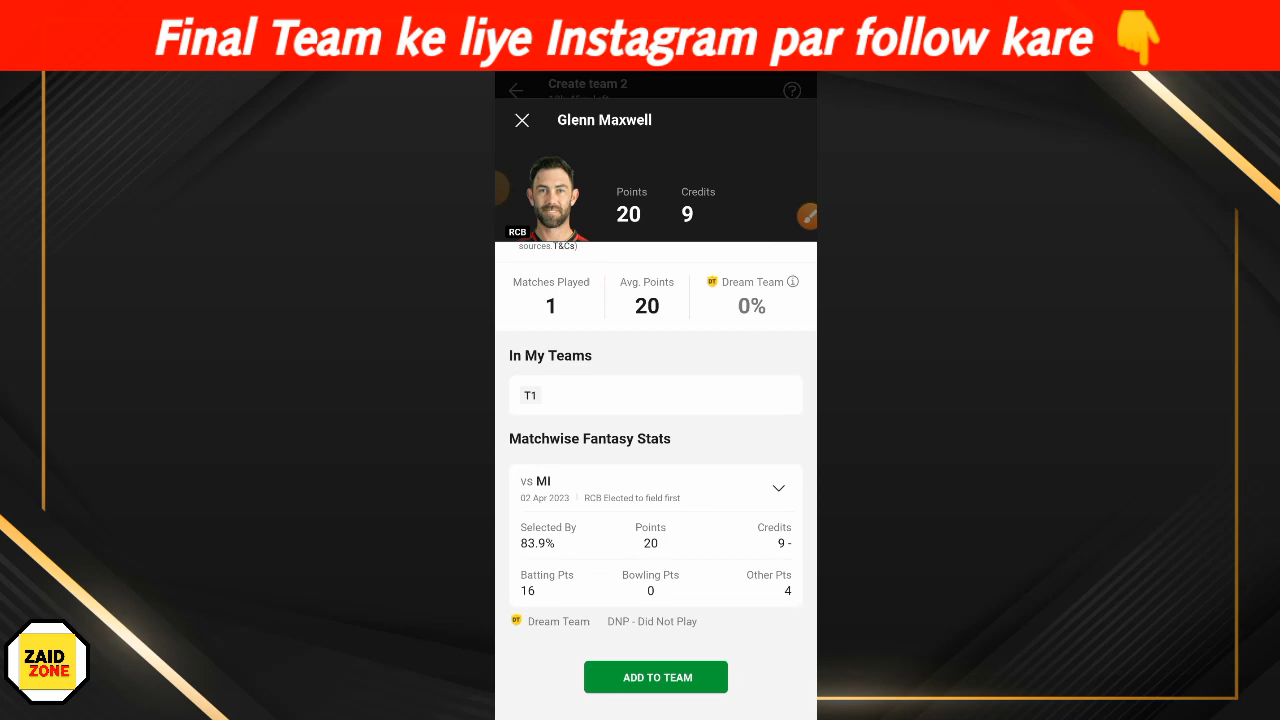 Final Team ke liye Instagram par follow kare 👇
Create team 2
Glenn Maxwell
Points Credits
20 9
RCB
sources.T&Cs)
Matches Played Avg. Points DT Dream Team
1 20 0%
In My Teams
T1
Matchwise Fantasy Stats
vs MI
02 Apr 2023 RCB Elected to field first
Selected By Points Credits
83.9% 20 9 -
Batting Pts Bowling Pts Other Pts
16 0 4
DT Dream Team DNP - Did Not Play
ADD TO TEAM
ZAID
ZONE